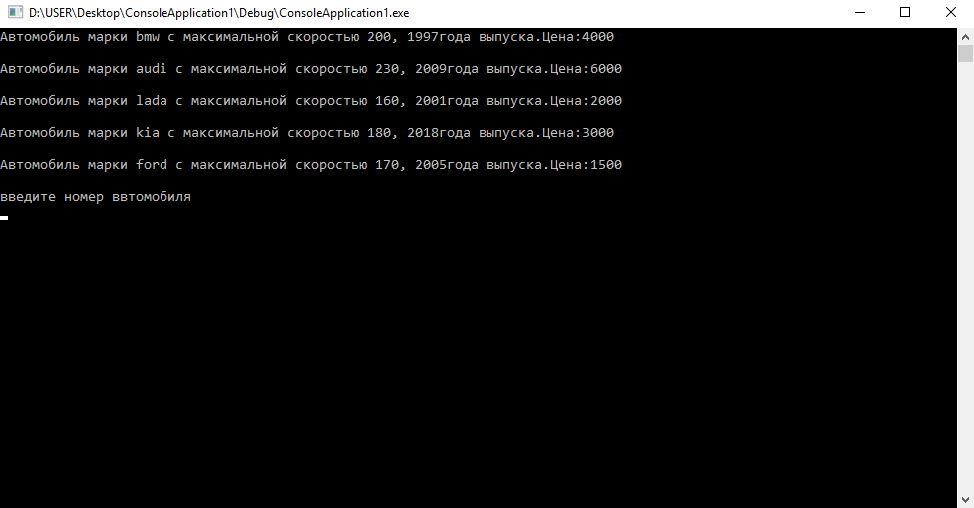 D:\USER\Desktop\ConsoleApplication1\Debug\ConsoleApplication1.exe
Автомобиль марки bmw с максимальной скоростью 200, 1997года выпуска.Цена:4000
Автомобиль марки audi с максимальной скоростью 230, 2009года выпуска.Цена:6000
Автомобиль марки lada с максимальной скоростью 160, 2001года выпуска.Цена:2000
Автомобиль марки kia с максимальной скоростью 180, 2018года выпуска.Цена:3000
Автомобиль марки ford с максимальной скоростью 170, 2005года выпуска.Цена:1500
введите номер ввтомобиля